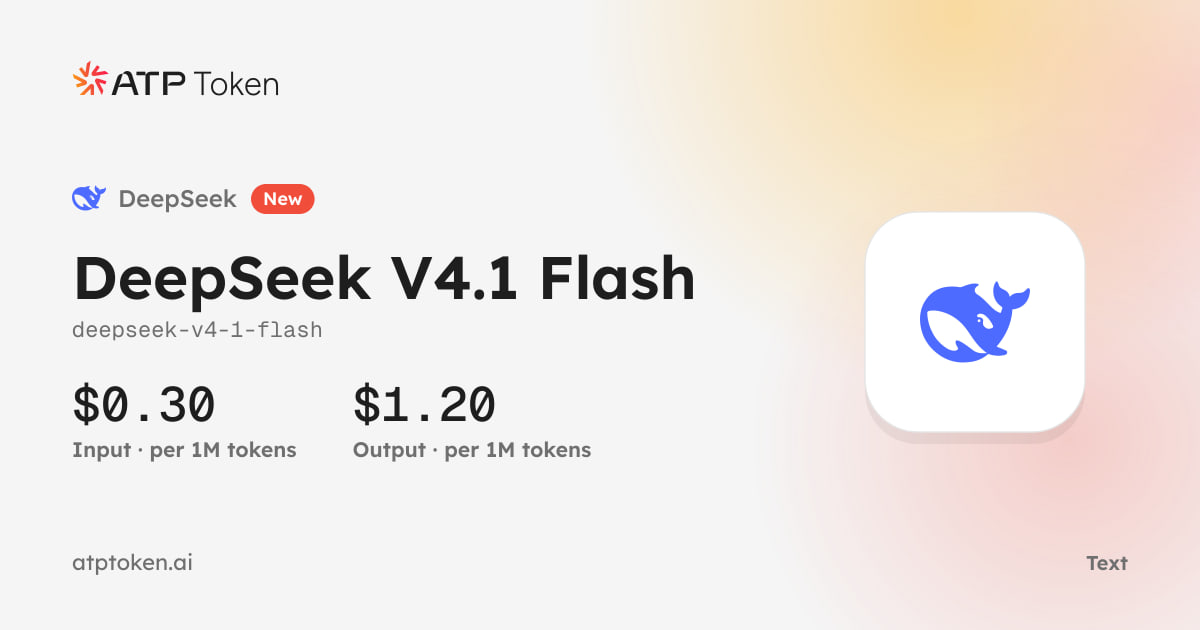 ATP Token
DeepSeek New
DeepSeek V4.1 Flash
deepseek-v4-1-flash
$0.30 $1.20
Input · per 1M tokens Output · per 1M tokens
atptoken.ai Text